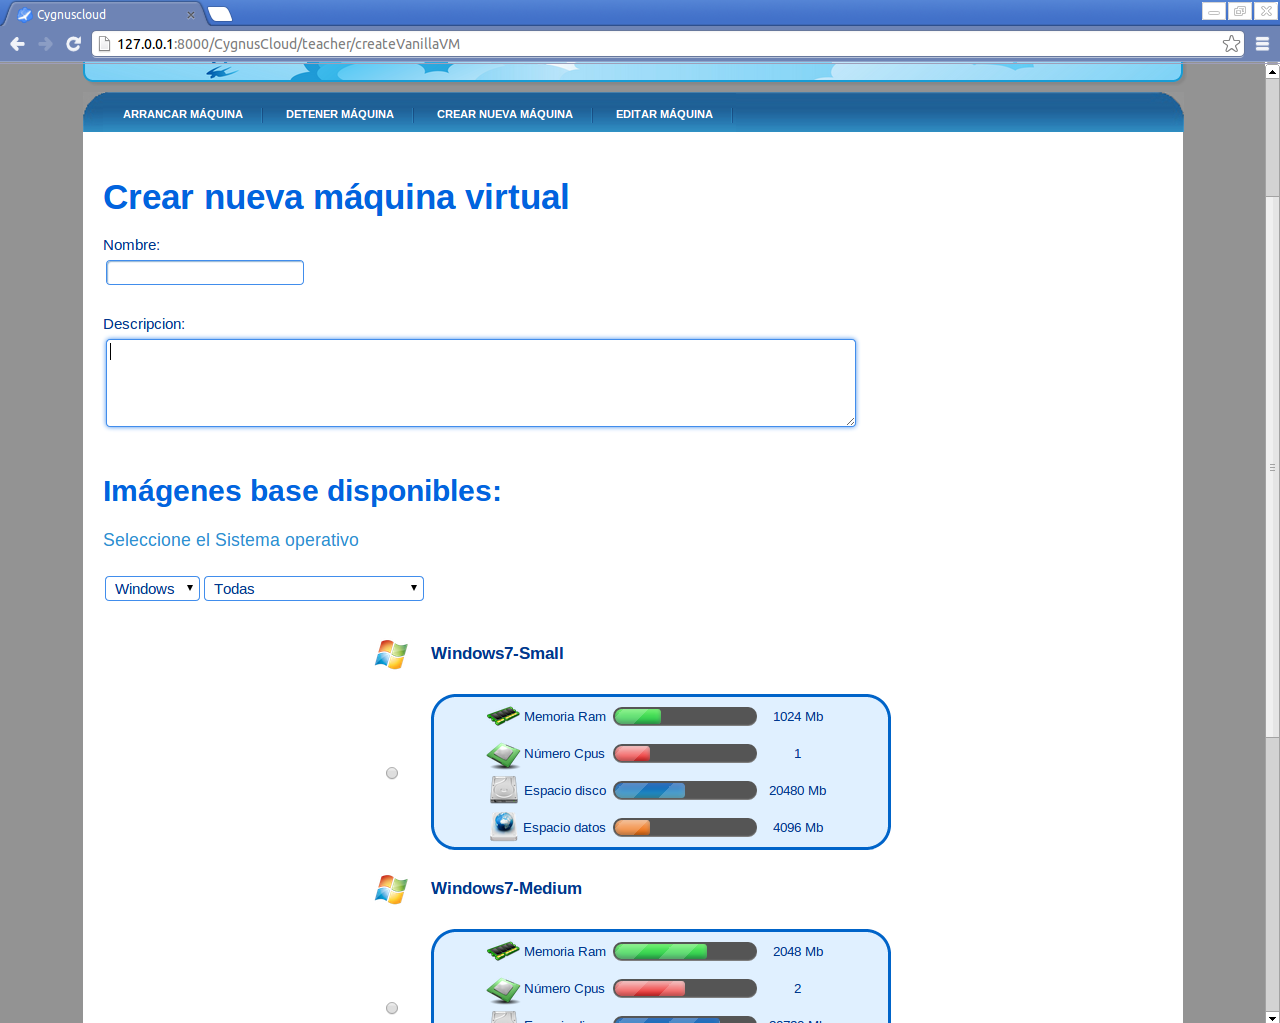 Cygnuscloud
127.0.0.1:8000/CygnusCloud/teacher/createVanillaVM
ARRANCAR MÁQUINA DETENER MÁQUINA CREAR NUEVA MÁQUINA EDITAR MÁQUINA
Crear nueva máquina virtual
Nombre:
Descripcion:
Imágenes base disponibles:
Seleccione el Sistema operativo
Windows Todas
Windows7-Small
Memoria Ram 1024 Mb
Número Cpus 1
Espacio disco 20480 Mb
Espacio datos 4096 Mb
Windows7-Medium
Memoria Ram 2048 Mb
Número Cpus 2